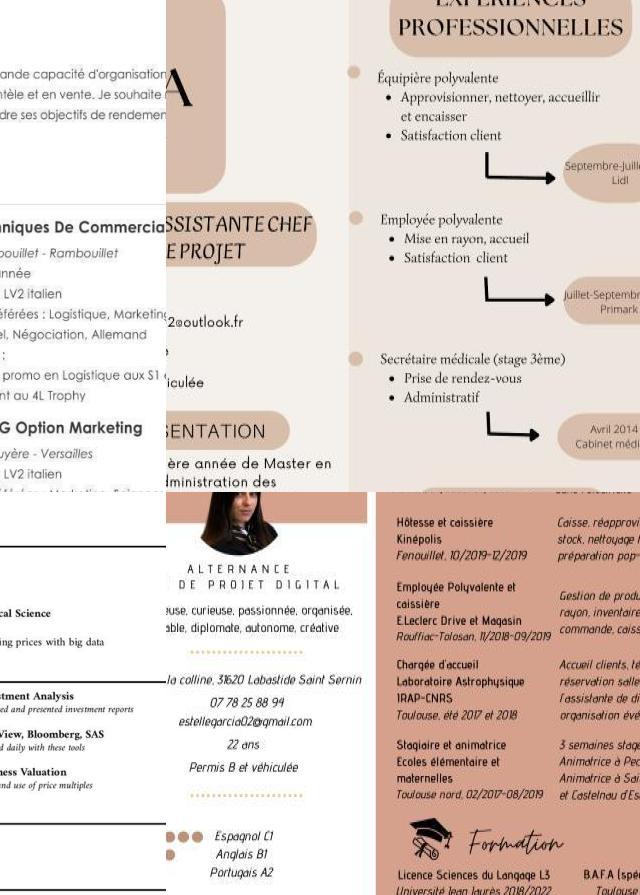 ande capacité d'organisation
ntèle et en vente. Je souhaite
dre ses objectifs de rendemen
niques De Commercia
bouillet - Rambouillet
année
LV2 italien
éférées : Logistique, Marketing
el, Négociation, Allemand
:
promo en Logistique aux S1
nt au 4L Trophy
G Option Marketing
uyère - Versailles
LV2 italien
A
SSISTANTE CHEF
E PROJET
2@outlook.fr
iculée
SENTATION
ère année de Master en
dministration des
EXPÉRIENCES
PROFESSIONNELLES
Équipière polyvalente
• Approvisionner, nettoyer, accueillir
et encaisser
• Satisfaction client
Septembre-Juille
Lidl
Employée polyvalente
• Mise en rayon, accueil
• Satisfaction client
Juillet-Septembr
Primark
Secrétaire médicale (stage 3ème)
• Prise de rendez-vous
• Administratif
Avril 2014
Cabinet médi
cal Science
ing prices with big data
stment Analysis
ed and presented investment reports
View, Bloomberg, SAS
d daily with these tools
ness Valuation
and use of price multiples
ALTERNANCE
DE PROJET DIGITAL
euse, curieuse, passionnée, organisée,
able, diplomate, autonome, créative
la colline, 31620 Labastide Saint Sernin
07 78 25 88 94
estellegarcia02@gmail.com
22 ans
Permis B et véhiculée
Espagnol C1
Anglais B1
Portugais A2
Hôtesse et caissière
Kinépolis
Fenouillet, 10/2019-12/2019
Caisse, réapprovi
stock, nettoyage
préparation pop-
Employée Polyvalente et
caissière
E.Leclerc Drive et Magasin
Rouffiac-Tolosan, 11/2018-09/2019
Gestion de produ
rayon, inventaire
commande, caiss
Chargée d'accueil
Laboratoire Astrophysique
IRAP-CNRS
Toulouse, été 2017 et 2018
Accueil clients, té
réservation salle
l'assistante de di
organisation évé
Stagiaire et animatrice
Ecoles élémentaire et
maternelles
Toulouse nord, 02/2017-08/2019
3 semaines stage
Animatrice à Pec
Animatrice à Sai
et Castelnau d'Es
Formation
Licence Sciences du Langage L3
Université Jean Jaurès 2018/2022
B.A.F.A (spé
Toulouse